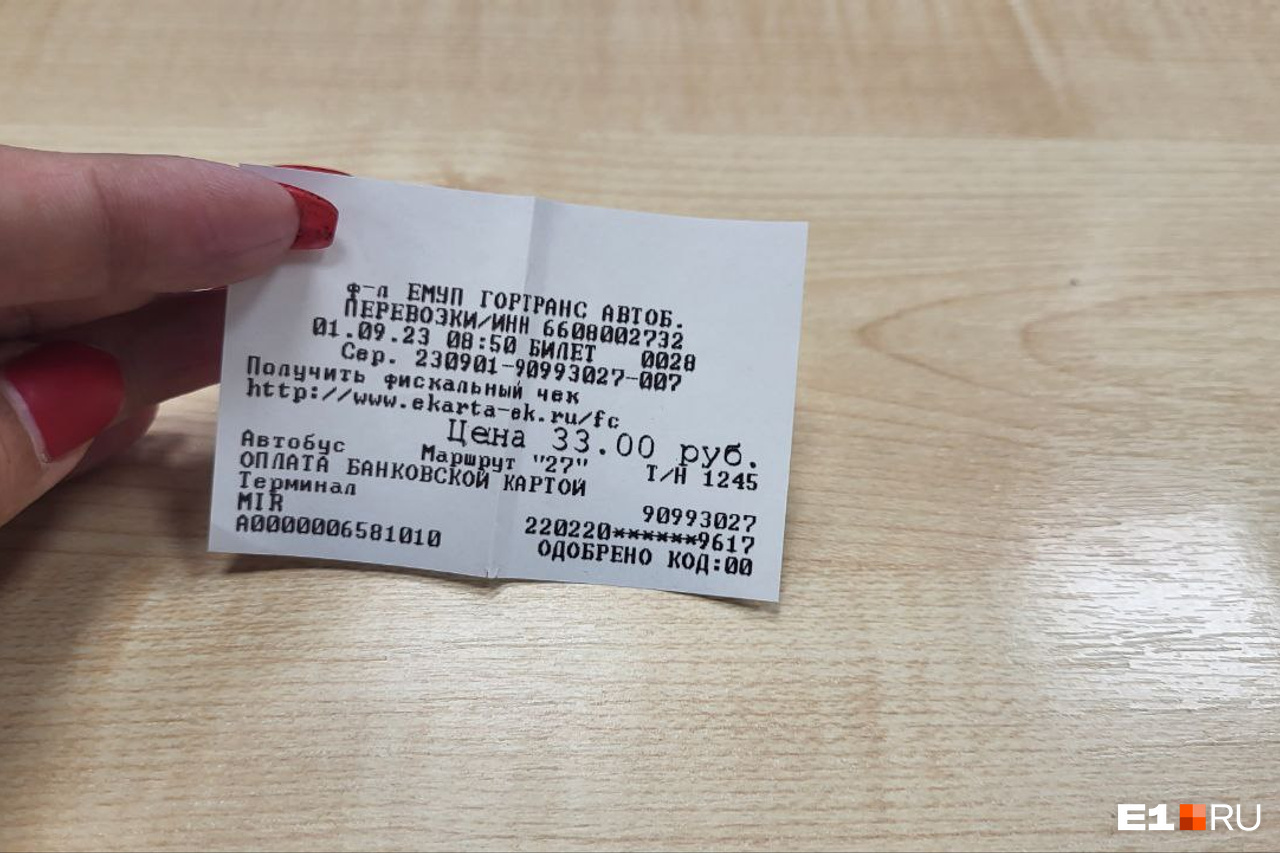 ф-л ЕМУП ГОРТРАНС АВТОБ.
ПЕРЕВОЗКИ/ИНН 6608002732
01.09.23 08:50 БИЛЕТ 0028
Сер. 230901-90993027-007
Получить фискальный чек
http://www.ekarta-ek.ru/fc
Цена 33.00 руб.
Автобус Маршрут "27" Т/Н 1245
ОПЛАТА БАНКОВСКОЙ КАРТОЙ
Терминал 90993027
MIR 220220******9617
A0000006581010 ОДОБРЕНО КОД:00
E1.RU